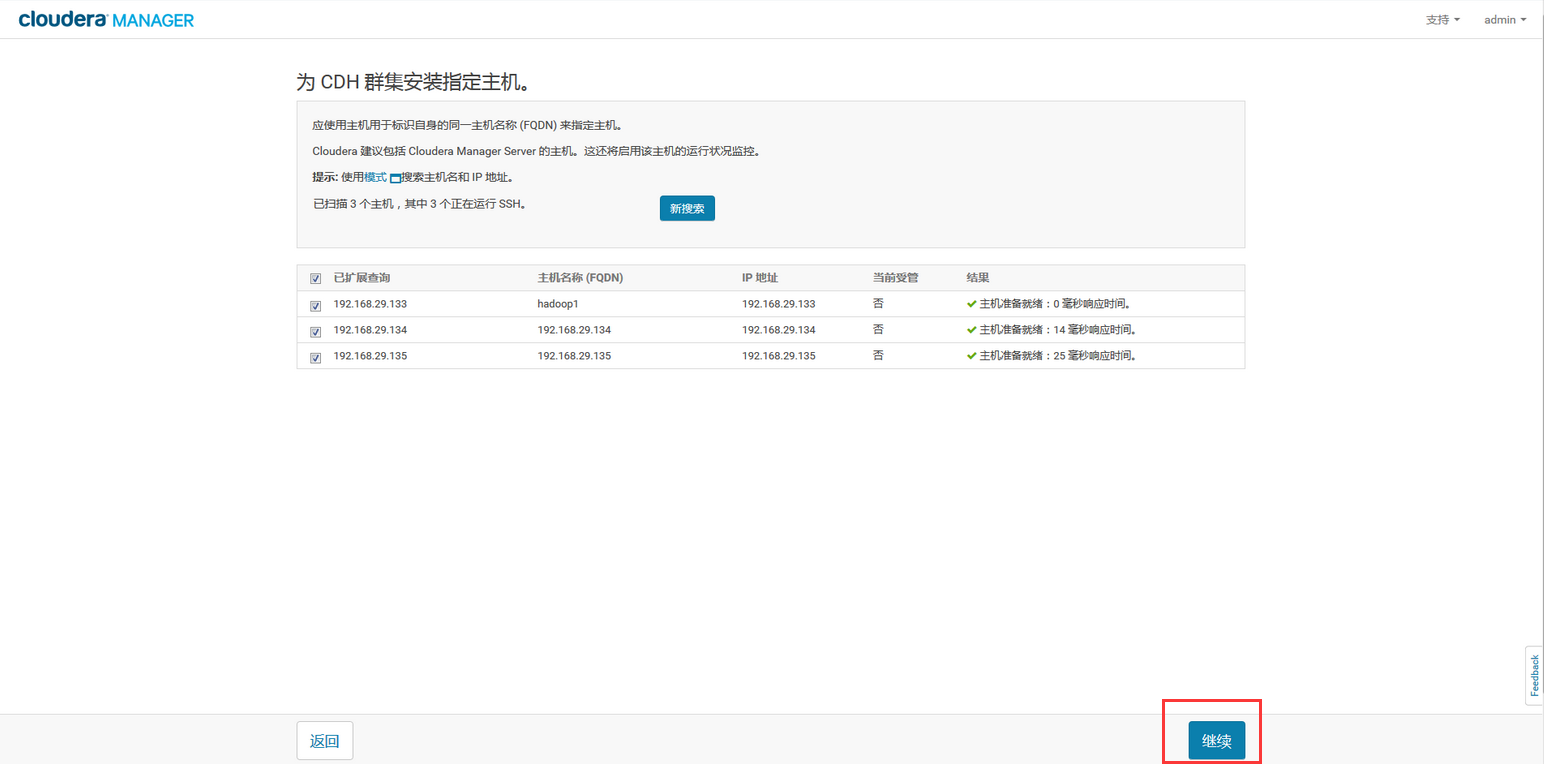 cloudera MANAGER
支持 admin
为 CDH 群集安装指定主机。
应使用主机用于标识自身的同一主机名称 (FQDN) 来指定主机。
Cloudera 建议包括 Cloudera Manager Server 的主机。这还将启用该主机的运行状况监控。
提示: 使用模式 搜索主机名和 IP 地址。
已扫描 3 个主机，其中 3 个正在运行 SSH。
新搜索
已扩展查询 主机名称 (FQDN) IP 地址 当前受管 结果
192.168.29.133 hadoop1 192.168.29.133 否 主机准备就绪：0 毫秒响应时间。
192.168.29.134 192.168.29.134 192.168.29.134 否 主机准备就绪：14 毫秒响应时间。
192.168.29.135 192.168.29.135 192.168.29.135 否 主机准备就绪：25 毫秒响应时间。
Feedback
返回 继续